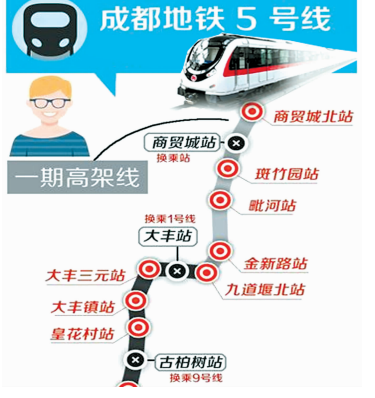 成都地铁 5 号线
商贸城北站
商贸城站
换乘站
斑竹园站
一期高架线
毗河站
换乘1号线
大丰站
金新路站
大丰三元站
九道堰北站
大丰镇站
皇花村站
古柏树站
换乘9号线